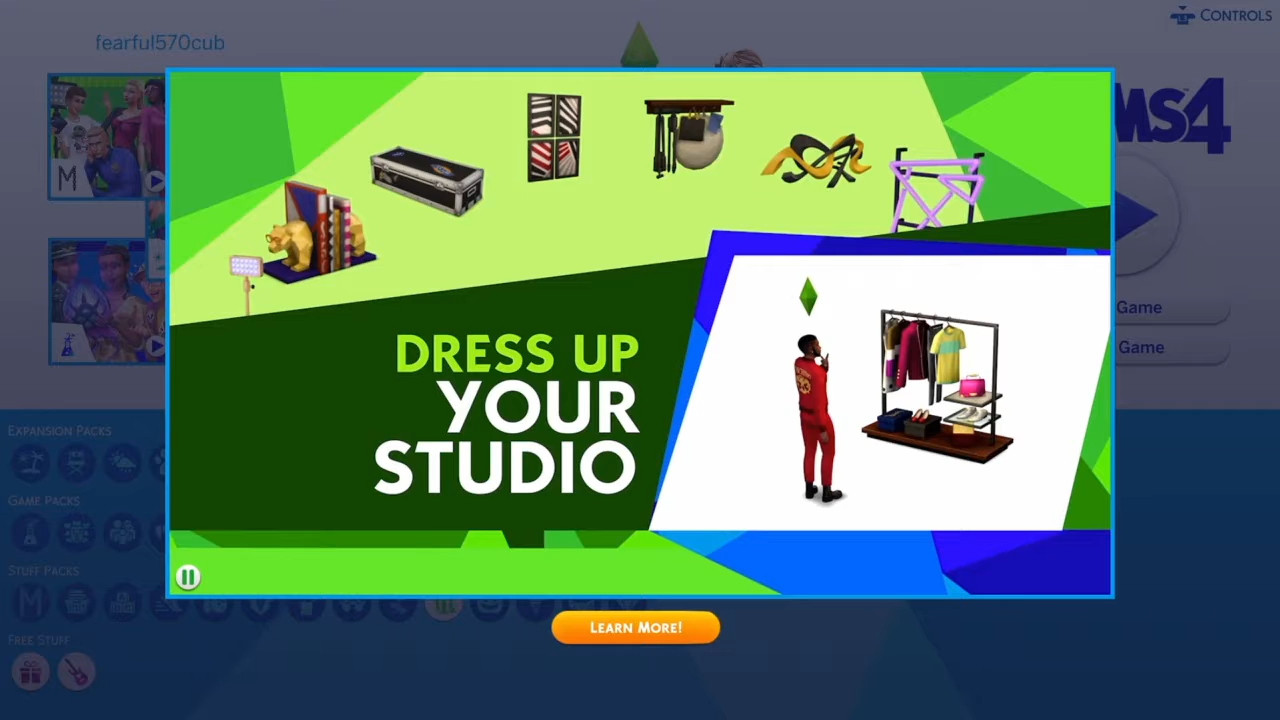 Controls
fearful570cub
MS4
M
DRESS UP
YOUR
STUDIO
Game
Game
Expansion Packs
Game Packs
Stuff Packs
Free Stuff
Learn More!